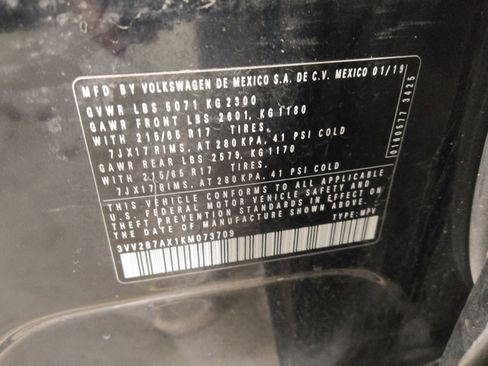 MFD BY VOLKSWAGEN DE MEXICO S.A. DE C.V. MEXICO 01/19
GVWR LBS 5071 KG 2300
GAWR FRONT LBS 2601, KG 1180
WITH 215/65 R17 TIRES.
7JX17 RIMS, AT 280 KPA, 41 PSI COLD
GAWR REAR LBS 2579, KG 1170
WITH 215/65 R17 TIRES.
7JX17 RIMS, AT 280 KPA, 41 PSI COLD
THIS VEHICLE CONFORMS TO ALL APPLICABLE
U.S. FEDERAL MOTOR VEHICLE SAFETY AND
THEFT PREVENTION STANDARDS IN EFFECT
ON THE DATE OF MANUFACTURE SHOWN ABOVE.
3VV2B7AX1KM073709 TYPE: MPV
0160577 3425